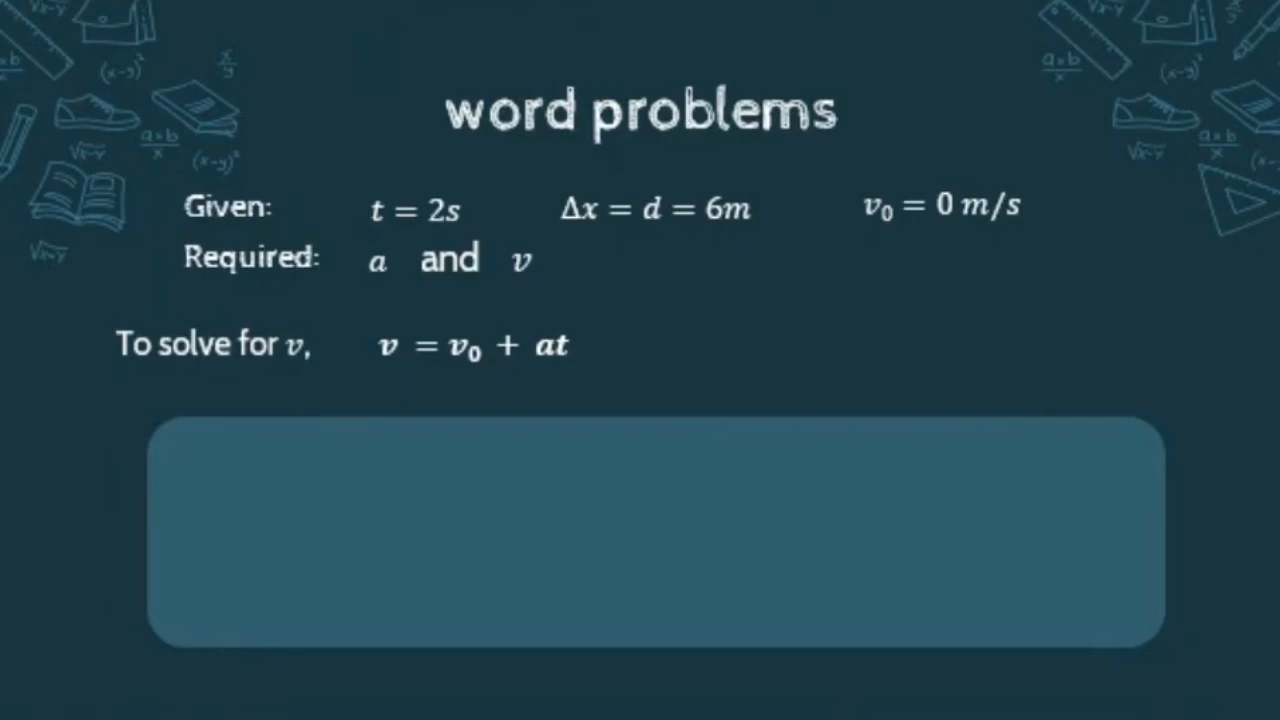 word problems
Given: t = 2s Δx = d = 6m v₀ = 0 m/s
Required: a and v
To solve for v, v = v₀ + at